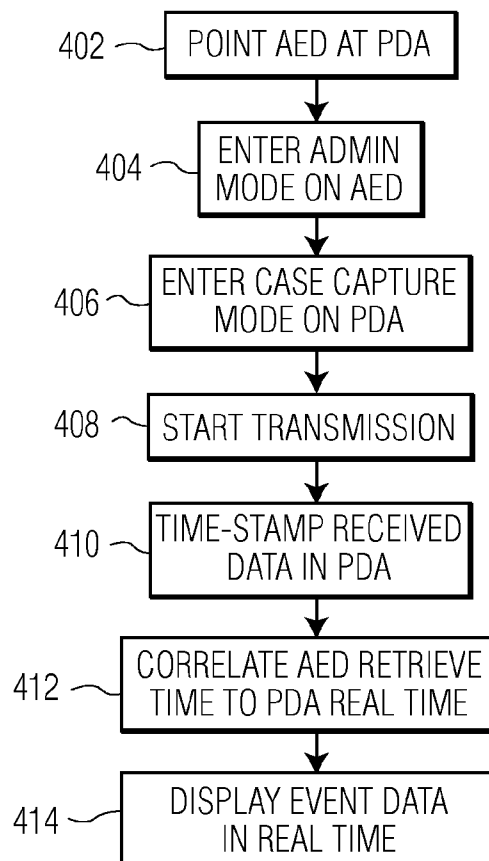 402
POINT AED AT PDA
404
ENTER ADMIN
MODE ON AED
406
ENTER CASE CAPTURE
MODE ON PDA
408
START TRANSMISSION
410
TIME-STAMP RECEIVED
DATA IN PDA
412
CORRELATE AED RETRIEVE
TIME TO PDA REAL TIME
414
DISPLAY EVENT DATA
IN REAL TIME